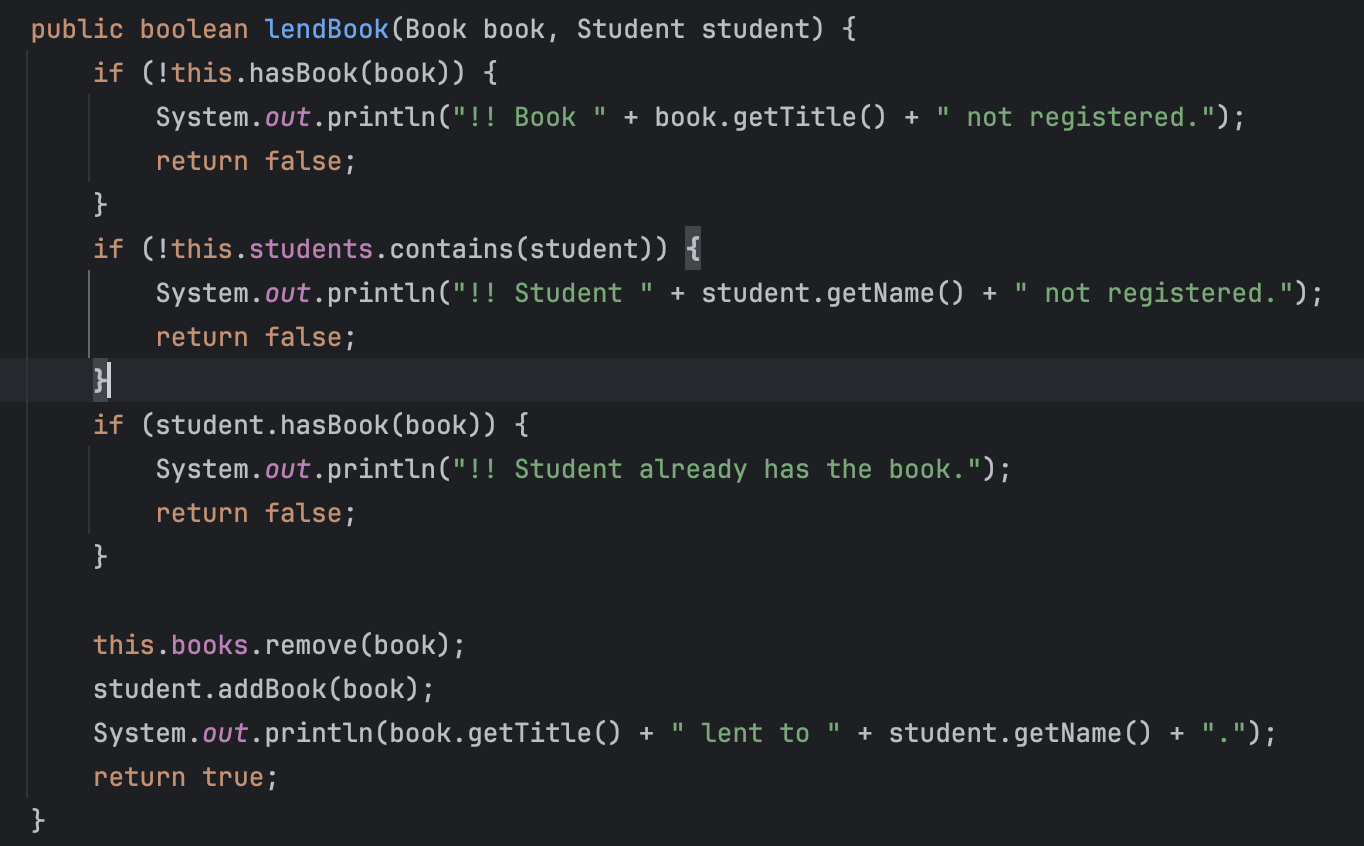 public boolean lendBook(Book book, Student student) {
    if (!this.hasBook(book)) {
        System.out.println("!! Book " + book.getTitle() + " not registered.");
        return false;
    }
    if (!this.students.contains(student)) {
        System.out.println("!! Student " + student.getName() + " not registered.");
        return false;
    }
    if (student.hasBook(book)) {
        System.out.println("!! Student already has the book.");
        return false;
    }

    this.books.remove(book);
    student.addBook(book);
    System.out.println(book.getTitle() + " lent to " + student.getName() + ".");
    return true;
}